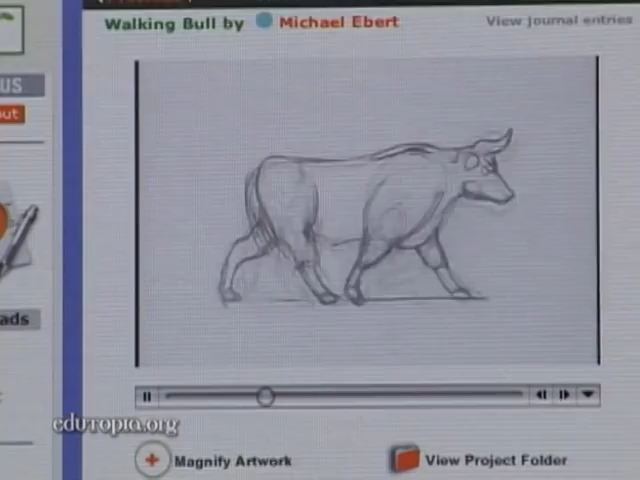 Walking Bull by Michael Ebert
View journal entries
US
out
ads
edutopia.org
Magnify Artwork
View Project Folder